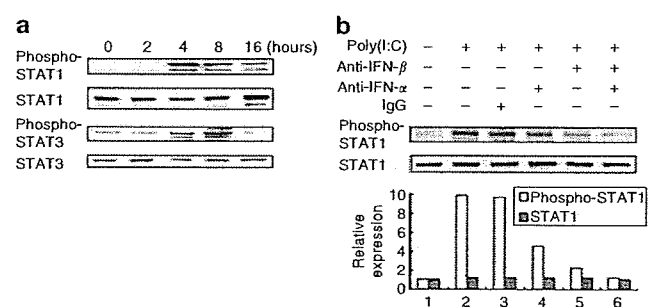 a
0 2 4 8 16 (hours)
Phospho-
STAT1
STAT1
Phospho-
STAT3
STAT3
b
Poly(I:C) − + + + + +
Anti-IFN-β − − − − + +
Anti-IFN-α − − − + − +
IgG − − + − − −
Phospho-
STAT1
STAT1
Relative
expression
10
8
6
4
2
0
Phospho-STAT1
STAT1
1 2 3 4 5 6